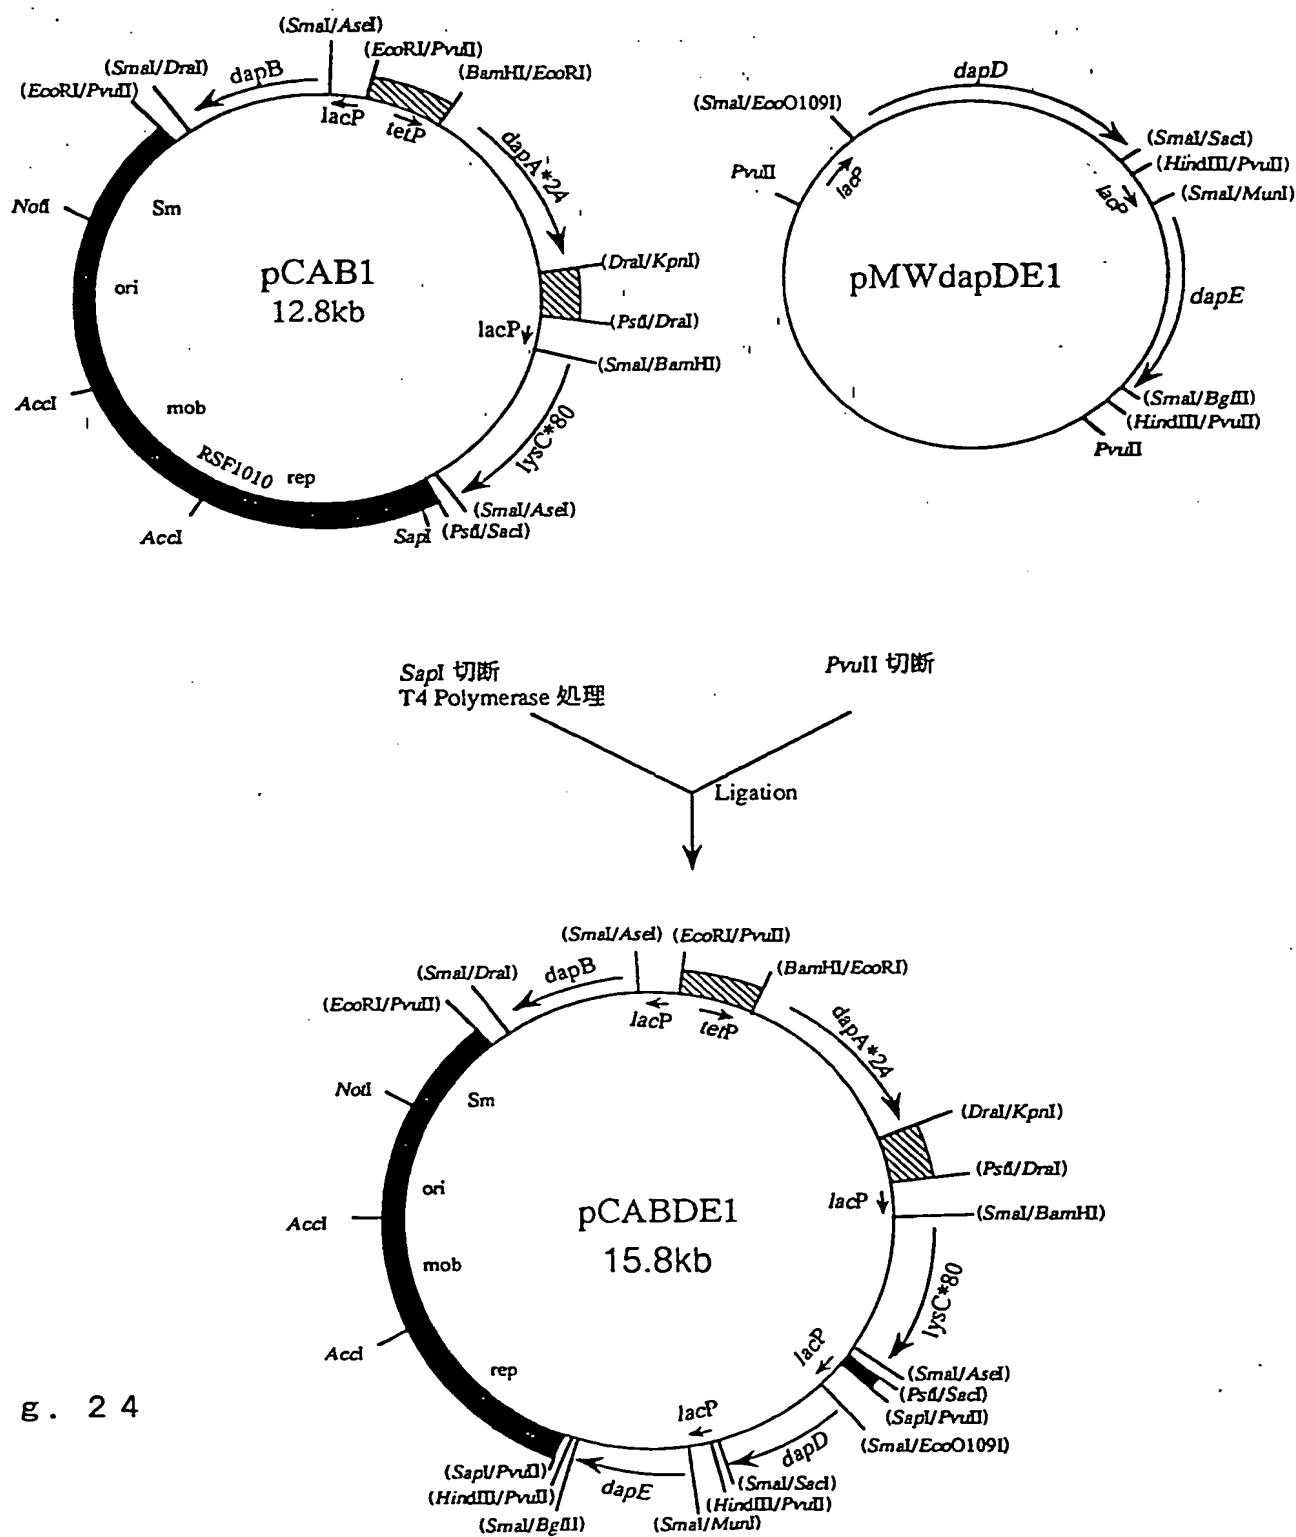 (SmaI/AseI)
(EcoRI/PvuII)
(SmaI/DraI)
dapB
(BamHI/EcoRI)
(EcoRI/PvuII)
lacP
tetP
dapA*24
NotI
Sm
(DraI/KpnI)
pCAB1
ori
12.8kb
(PstI/DraI)
lacP
(SmaI/BamHI)
AccI
mob
lysC*80
RSF1010
rep
(SmaI/AseI)
AccI
SapI
(PstI/SacI)
dapD
(SmaI/EcoO109I)
(SmaI/SacI)
(HindIII/PvuII)
PvuII
lacP
lacP
(SmaI/MunI)
pMWdapDE1
dapE
(SmaI/BglII)
(HindIII/PvuII)
PvuII
SapI 切断
T4 Polymerase 処理
PvuII 切断
Ligation
(SmaI/AseI)
(EcoRI/PvuII)
(SmaI/DraI)
dapB
(BamHI/EcoRI)
(EcoRI/PvuII)
lacP
tetP
dapA*24
NotI
Sm
(DraI/KpnI)
(PstI/DraI)
ori
lacP
pCABDE1
(SmaI/BamHI)
AccI
15.8kb
mob
lysC*80
AccI
lacP
rep
(SmaI/AseI)
(PstI/SacI)
(SapI/PvuII)
lacP
(SmaI/EcoO109I)
dapD
(SapI/PvuII)
dapE
(SmaI/SacI)
(HindIII/PvuII)
(HindIII/PvuII)
(SmaI/BglII)
(SmaI/MunI)
g. 24